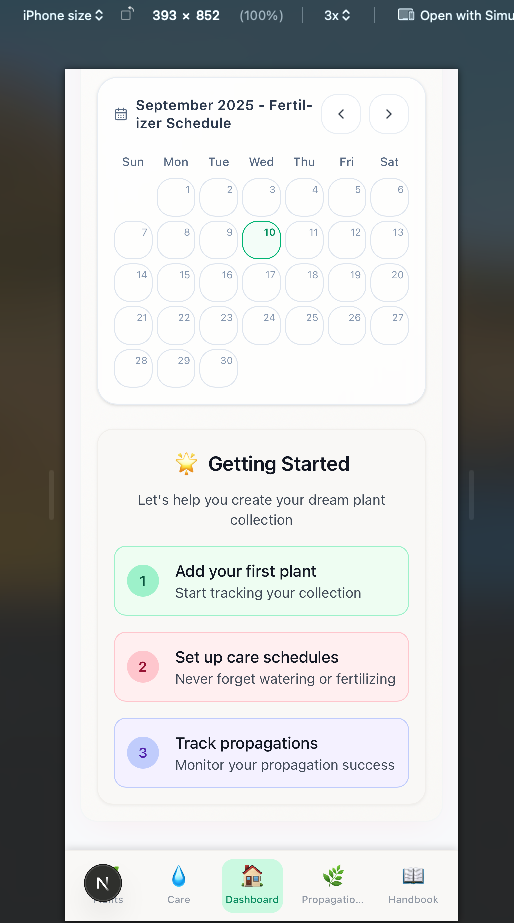 iPhone size 393 × 852 (100%) 3x Open with Simu
September 2025 - Fertil-
izer Schedule
Sun Mon Tue Wed Thu Fri Sat
1 2 3 4 5 6
7 8 9 10 11 12 13
14 15 16 17 18 19 20
21 22 23 24 25 26 27
28 29 30
Getting Started
Let's help you create your dream plant
collection
1 Add your first plant
Start tracking your collection
2 Set up care schedules
Never forget watering or fertilizing
3 Track propagations
Monitor your propagation success
N
Care Dashboard Propagatio... Handbook